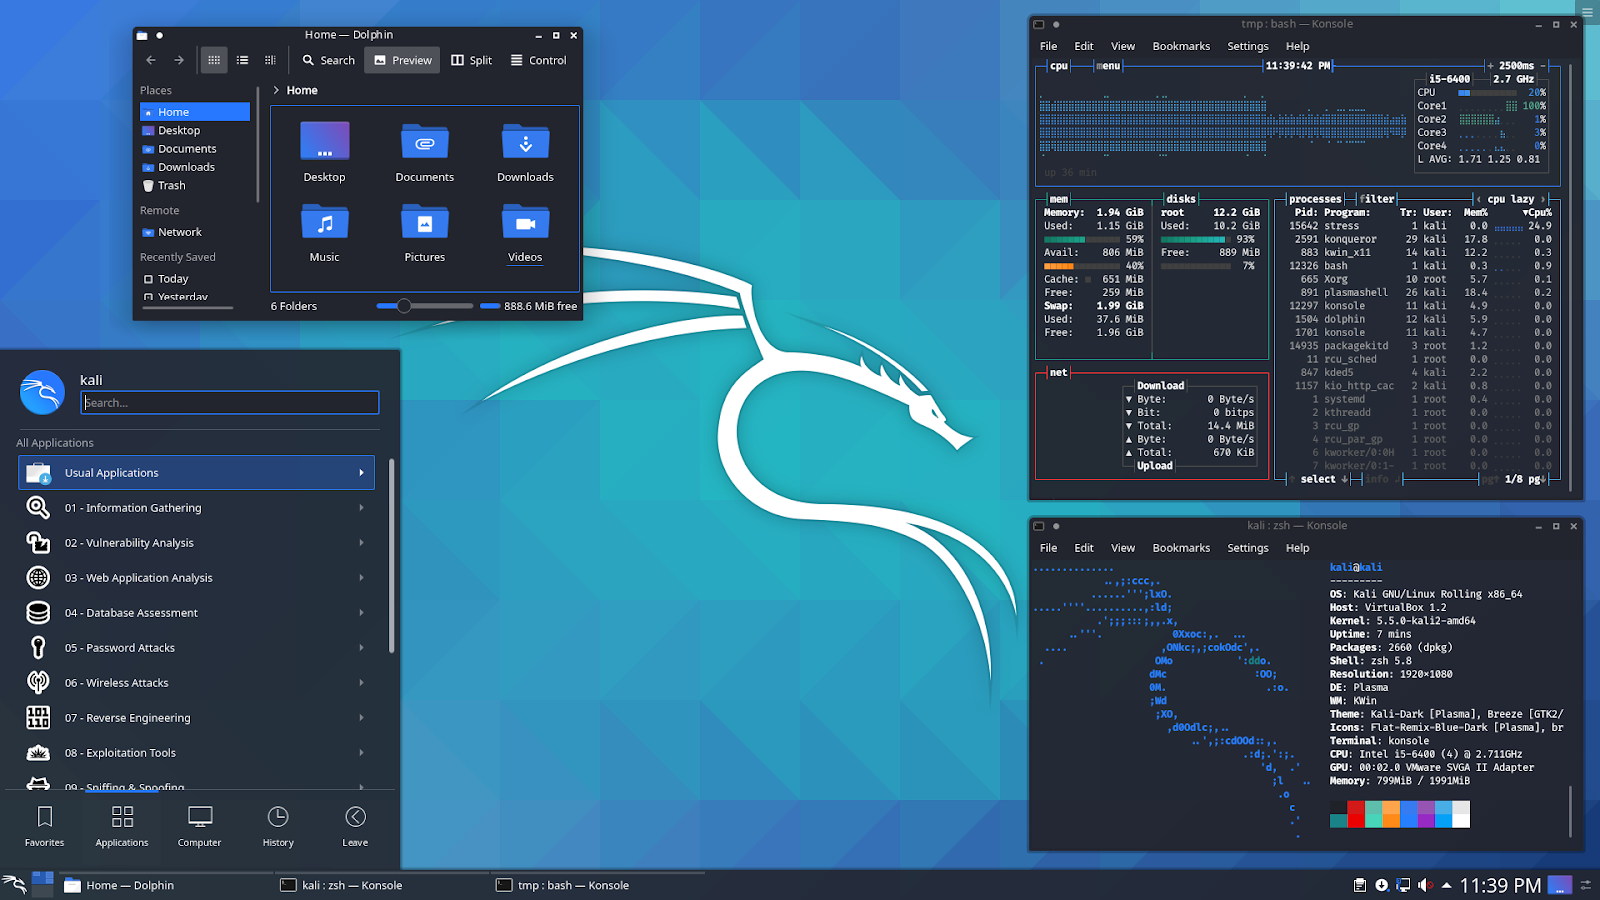 Home — Dolphin
Search Preview Split Control
Places
Home
Desktop
Documents
Downloads
Trash
Remote
Network
Recently Saved
Today
Yesterday
> Home
Desktop Documents Downloads
Music Pictures Videos
6 Folders 888.6 MiB free
kali
Search...
All Applications
Usual Applications
01 - Information Gathering
02 - Vulnerability Analysis
03 - Web Application Analysis
04 - Database Assessment
05 - Password Attacks
06 - Wireless Attacks
07 - Reverse Engineering
08 - Exploitation Tools
09 - Sniffing & Spoofing
Favorites Applications Computer History Leave
tmp : bash — Konsole
File Edit View Bookmarks Settings Help
cpu menu 11:39:42 PM + 2500ms -
i5-6400 2.7 GHz
CPU 20%
Core1 100%
Core2 1%
Core3 3%
Core4 0%
L AVG: 1.71 1.25 0.81
up 36 min
mem
Memory: 1.94 GiB
Used: 1.15 GiB
59%
Avail: 806 MiB
40%
Cache: 651 MiB
Free: 259 MiB
Swap: 1.99 GiB
Used: 37.6 MiB
Free: 1.96 GiB
disks
root 12.2 GiB
Used: 10.2 GiB
93%
Free: 889 MiB
7%
processes filter ‹ cpu lazy ›
Pid: Program: Tr: User: Mem% ▼Cpu%
15642 stress 1 kali 0.0 24.9
2591 konqueror 29 kali 17.8 0.0
883 kwin_x11 14 kali 12.2 0.3
12326 bash 1 kali 0.3 0.9
665 Xorg 10 root 5.7 0.1
891 plasmashell 26 kali 18.4 0.2
12297 konsole 11 kali 4.9 0.0
1504 dolphin 12 kali 5.9 0.0
1701 konsole 11 kali 4.7 0.0
14935 packagekitd 3 root 1.2 0.0
11 rcu_sched 1 root 0.0 0.0
847 kded5 4 kali 2.2 0.0
1157 kio_http_cac 2 kali 0.8 0.0
1 systemd 1 root 0.4 0.0
2 kthreadd 1 root 0.0 0.0
3 rcu_gp 1 root 0.0 0.0
4 rcu_par_gp 1 root 0.0 0.0
6 kworker/0:0H 1 root 0.0 0.0
7 kworker/0:1- 1 root 0.0 0.0
↑ select ↓ info ↲ pg↑ 1/8 pg↓
net
Download
▼ Byte: 0 Byte/s
▼ Bit: 0 bitps
▼ Total: 14.4 MiB
▲ Byte: 0 Byte/s
▲ Total: 670 KiB
Upload
kali : zsh — Konsole
File Edit View Bookmarks Settings Help
kali@kali
---------
OS: Kali GNU/Linux Rolling x86_64
Host: VirtualBox 1.2
Kernel: 5.5.0-kali2-amd64
Uptime: 7 mins
Packages: 2660 (dpkg)
Shell: zsh 5.8
Resolution: 1920×1080
DE: Plasma
WM: KWin
Theme: Kali-Dark [Plasma], Breeze [GTK2/
Icons: Flat-Remix-Blue-Dark [Plasma], br
Terminal: konsole
CPU: Intel i5-6400 (4) @ 2.711GHz
GPU: 00:02.0 VMware SVGA II Adapter
Memory: 799MiB / 1991MiB
Home — Dolphin kali : zsh — Konsole tmp : bash — Konsole 11:39 PM